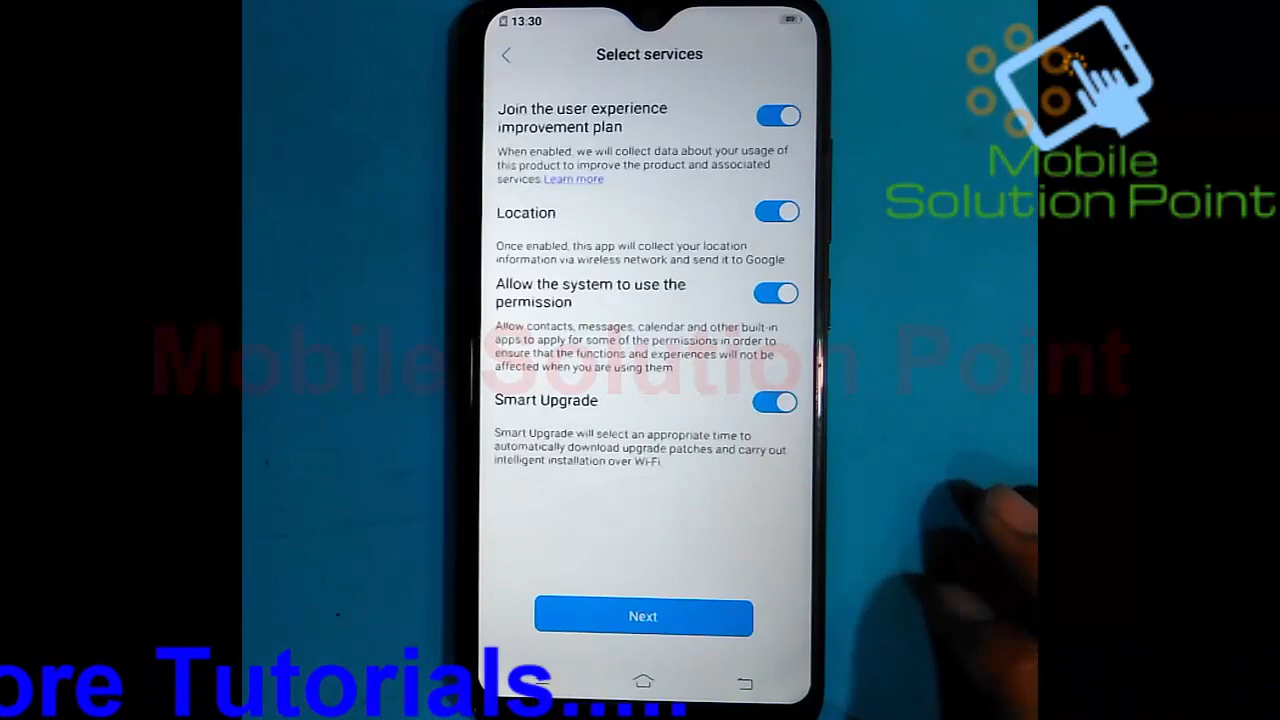 13:30
89
Select services
Join the user experience
improvement plan
When enabled, we will collect data about your usage of
this product to improve the product and associated
services.Learn more
Location
Once enabled, this app will collect your location
information via wireless network and send it to Google
Allow the system to use the
permission
Allow contacts, messages, calendar and other built-in
apps to apply for some of the permissions in order to
ensure that the functions and experiences will not be
affected when you are using them
Smart Upgrade
Smart Upgrade will select an appropriate time to
automatically download upgrade patches and carry out
intelligent installation over Wi-Fi
Next
Mobile
Solution Point
Mobile Solution Point
ore Tutorials.....